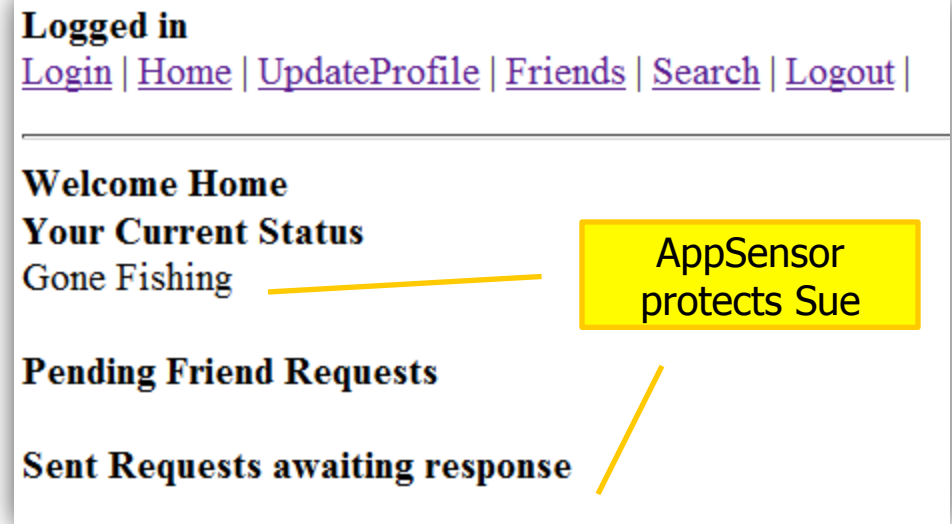 Logged in
Login | Home | UpdateProfile | Friends | Search | Logout |
Welcome Home
Your Current Status
Gone Fishing
AppSensor
protects Sue
Pending Friend Requests
Sent Requests awaiting response